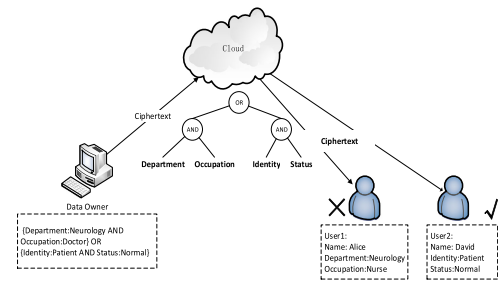 Cloud
OR
Ciphertext
AND
AND
Ciphertext
Department
Occupation
Identity
Status
Data Owner
{Department:Neurology AND
Occupation:Doctor} OR
{Identity:Patient AND Status:Normal}
User1:
Name: Alice
Department:Neurology
Occupation:Nurse
User2:
Name: David
Identity:Patient
Status:Normal